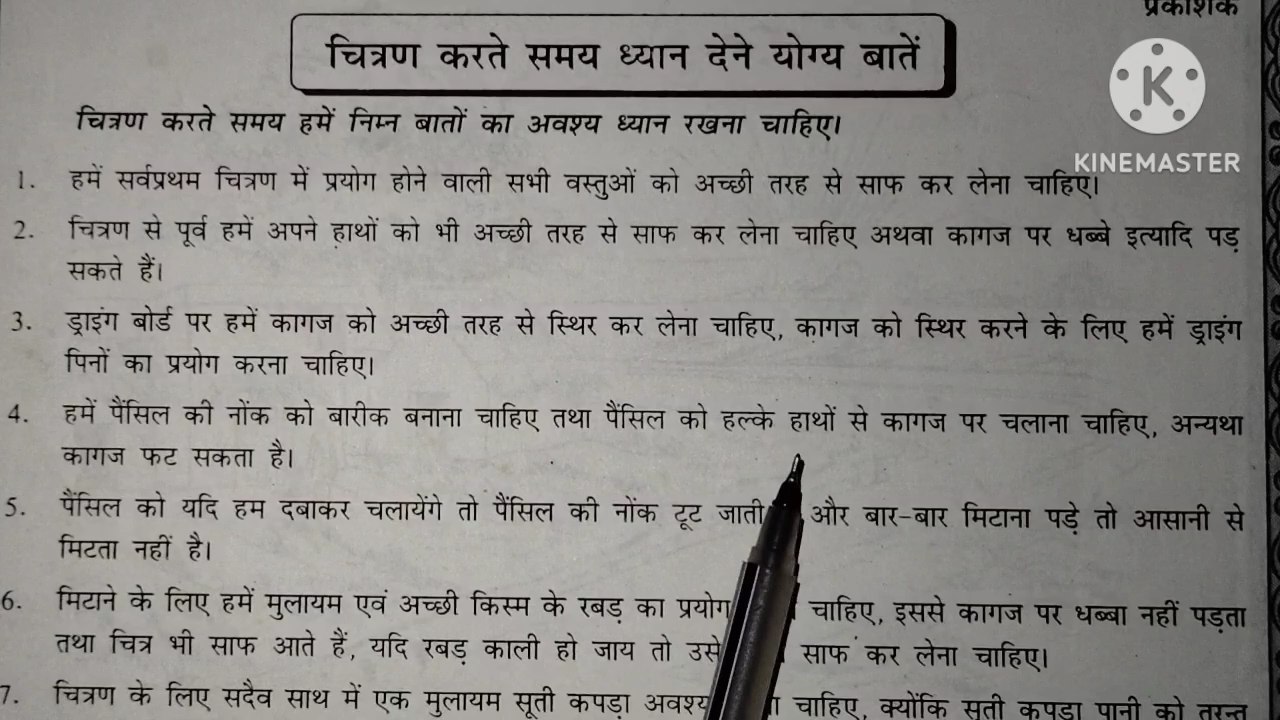 प्रकाशक
चित्रण करते समय ध्यान देने योग्य बातें
KINEMASTER
चित्रण करते समय हमें निम्न बातों का अवश्य ध्यान रखना चाहिए।
1. हमें सर्वप्रथम चित्रण में प्रयोग होने वाली सभी वस्तुओं को अच्छी तरह से साफ कर लेना चाहिए।
2. चित्रण से पूर्व हमें अपने हाथों को भी अच्छी तरह से साफ कर लेना चाहिए अथवा कागज पर धब्बे इत्यादि पड़
सकते हैं।
3. ड्राइंग बोर्ड पर हमें कागज को अच्छी तरह से स्थिर कर लेना चाहिए, कागज को स्थिर करने के लिए हमें ड्राइंग
पिनों का प्रयोग करना चाहिए।
4. हमें पैंसिल की नोंक को बारीक बनाना चाहिए तथा पैंसिल को हल्के हाथों से कागज पर चलाना चाहिए, अन्यथा
कागज फट सकता है।
5. पैंसिल को यदि हम दबाकर चलायेंगे तो पैंसिल की नोंक टूट जाती और बार-बार मिटाना पड़े तो आसानी से
मिटता नहीं है।
6. मिटाने के लिए हमें मुलायम एवं अच्छी किस्म के रबड़ का प्रयोग चाहिए, इससे कागज पर धब्बा नहीं पड़ता
तथा चित्र भी साफ आते हैं, यदि रबड़ काली हो जाय तो उसे साफ कर लेना चाहिए।
7. चित्रण के लिए सदैव साथ में एक मुलायम सूती कपड़ा चाहिए, क्योंकि सूती कपड़ा पानी को तुरन्त